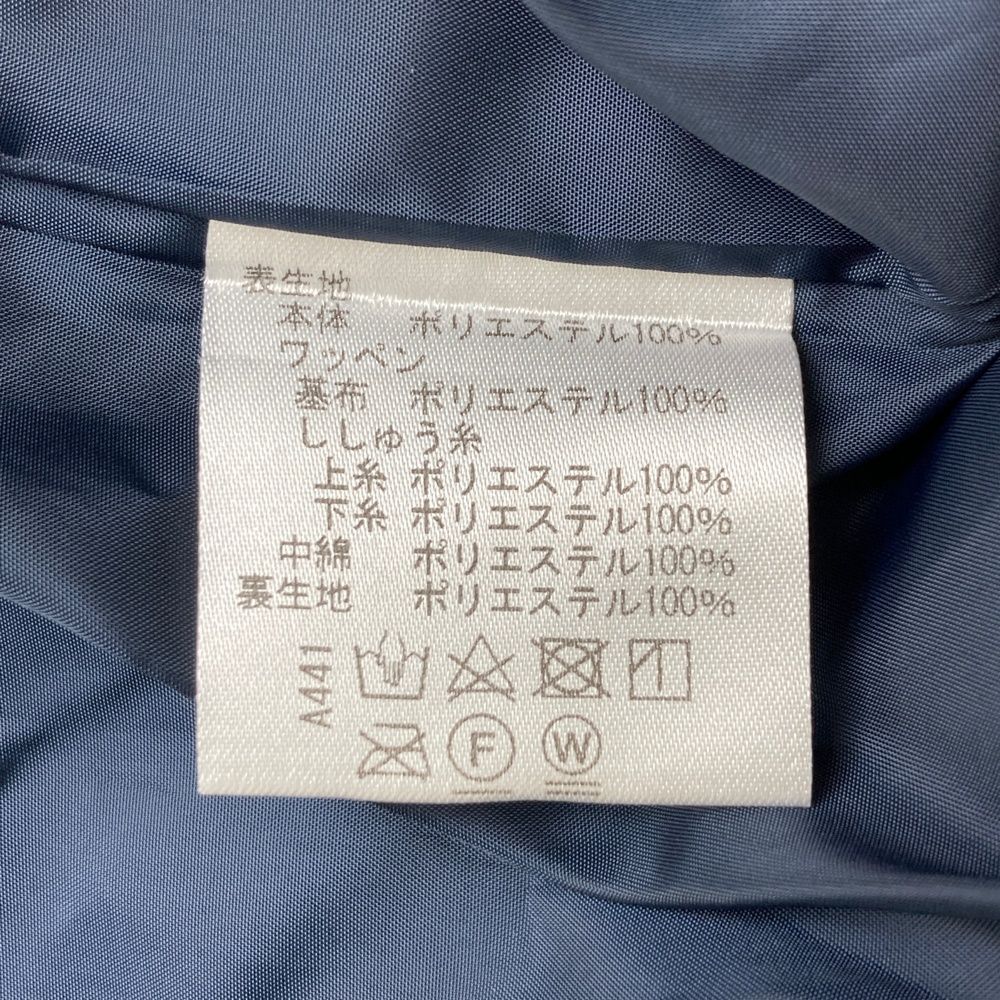 表生地
本体 ポリエステル100%
ワッペン
基布 ポリエステル100%
ししゅう糸
上糸 ポリエステル100%
下糸 ポリエステル100%
中綿 ポリエステル100%
裏生地 ポリエステル100%
A441
F
W